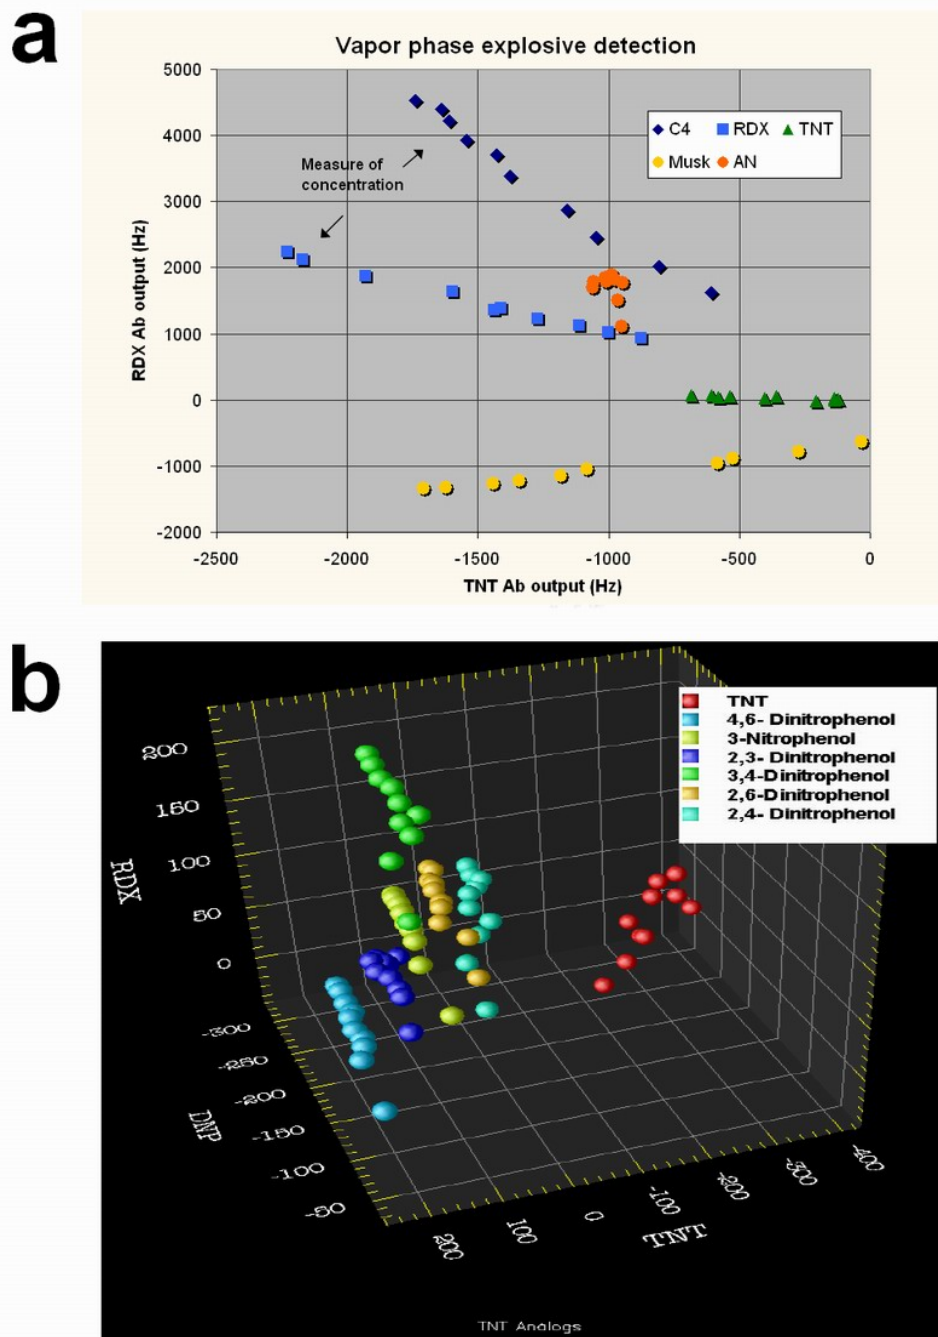 a
Vapor phase explosive detection
5000
4000
3000
2000
1000
0
-1000
-2000
RDX Ab output (Hz)
C4 RDX TNT
Musk AN
Measure of
concentration
-2500 -2000 -1500 -1000 -500 0
TNT Ab output (Hz)
b
TNT
4,6- Dinitrophenol
3-Nitrophenol
2,3- Dinitrophenol
3,4-Dinitrophenol
2,6-Dinitrophenol
2,4- Dinitrophenol
200
150
100
50
0
RDX
-300
-250
-200
-150
-100
-50
DNP
200 100 0 -100 -200 -300 -400
TNT
TNT Analogs